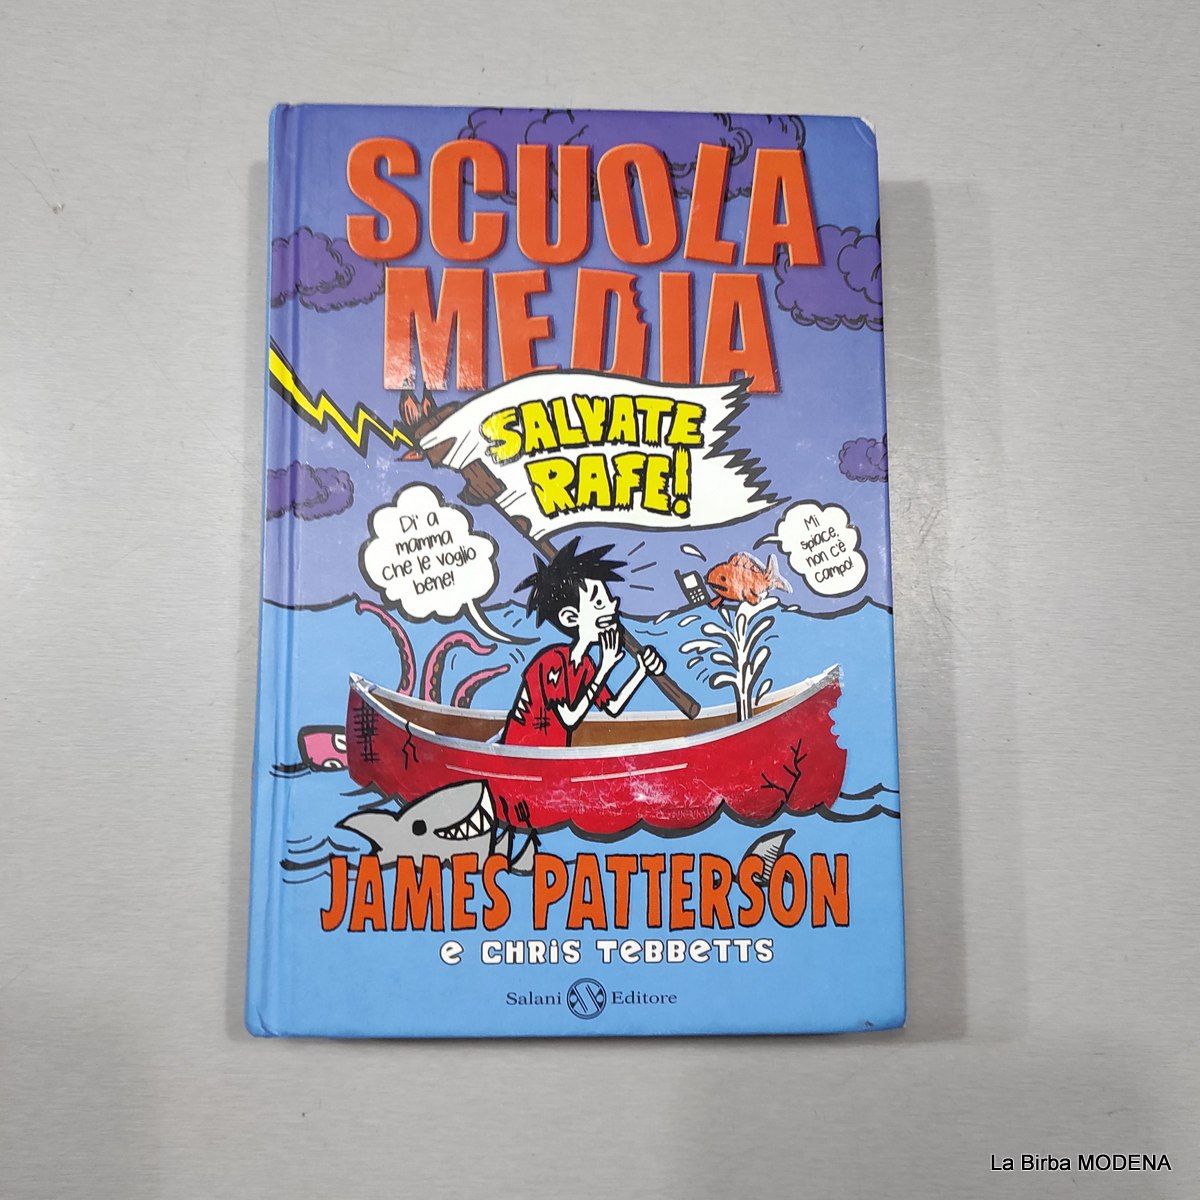 SCUOLA
MEDIA
SALVATE
RAFE!
Di' a
mamma
che le voglio
bene!
Mi
spiace,
non c'è
campo!
JAMES PATTERSON
e CHRiS TeBBeTTS
Salani Editore
La Birba MODENA